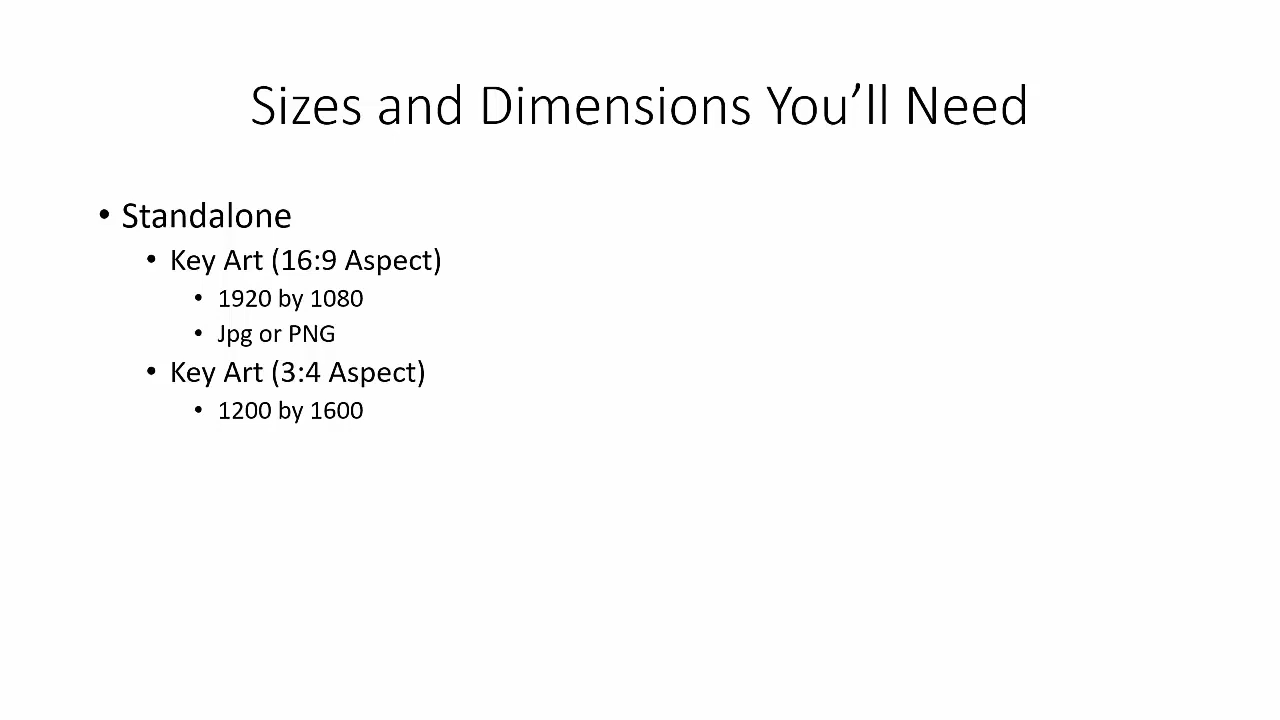 Sizes and Dimensions You’ll Need
• Standalone
• Key Art (16:9 Aspect)
• 1920 by 1080
• Jpg or PNG
• Key Art (3:4 Aspect)
• 1200 by 1600